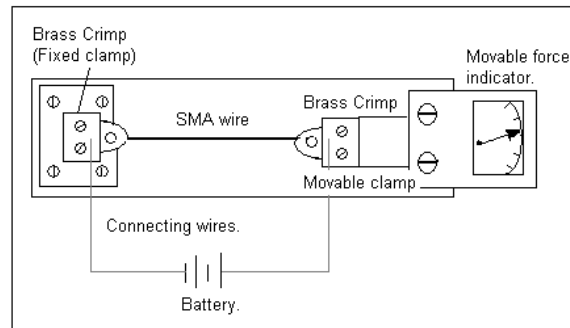 Brass Crimp
(Fixed clamp)
Movable force
indicator.
Brass Crimp
SMA wire
Movable clamp
Connecting wires.
Battery.